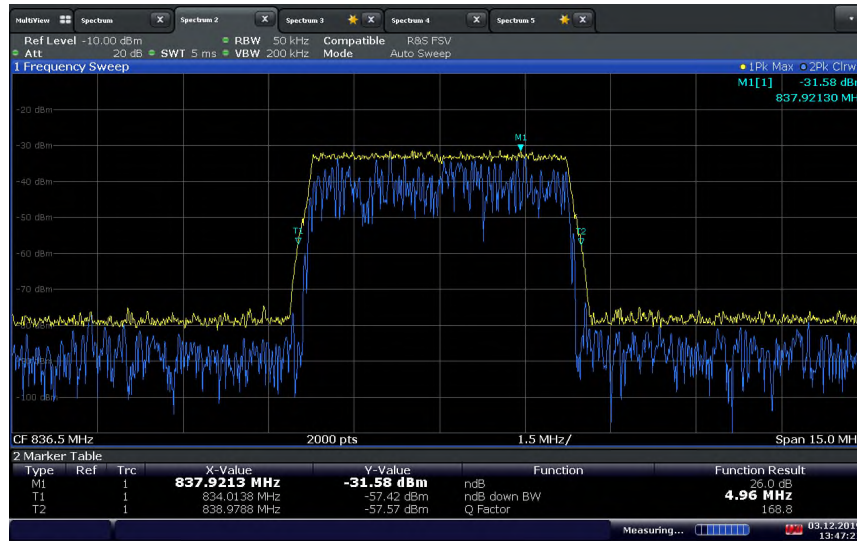 MultiView Spectrum X Spectrum 2 X Spectrum 3 X Spectrum 4 X Spectrum 5 X
Ref Level -10.00 dBm RBW 50 kHz Compatible R&S FSV
Att 20 dB SWT 5 ms VBW 200 kHz Mode Auto Sweep
1 Frequency Sweep 1Pk Max 2Pk Clrw
M1[1] -31.58 dBm
837.92130 MH
-20 dBm
M1
-30 dBm
-40 dBm
-50 dBm
T1 T2
-60 dBm
-70 dBm
-100 dBm
CF 836.5 MHz 2000 pts 1.5 MHz/ Span 15.0 MH
2 Marker Table
Type Ref Trc X-Value Y-Value Function Function Result
M1 1 837.9213 MHz -31.58 dBm ndB 26.0 dB
T1 1 834.0138 MHz -57.42 dBm ndB down BW 4.96 MHz
T2 1 838.9788 MHz -57.57 dBm Q Factor 168.8
Measuring... 03.12.201
13:47:2